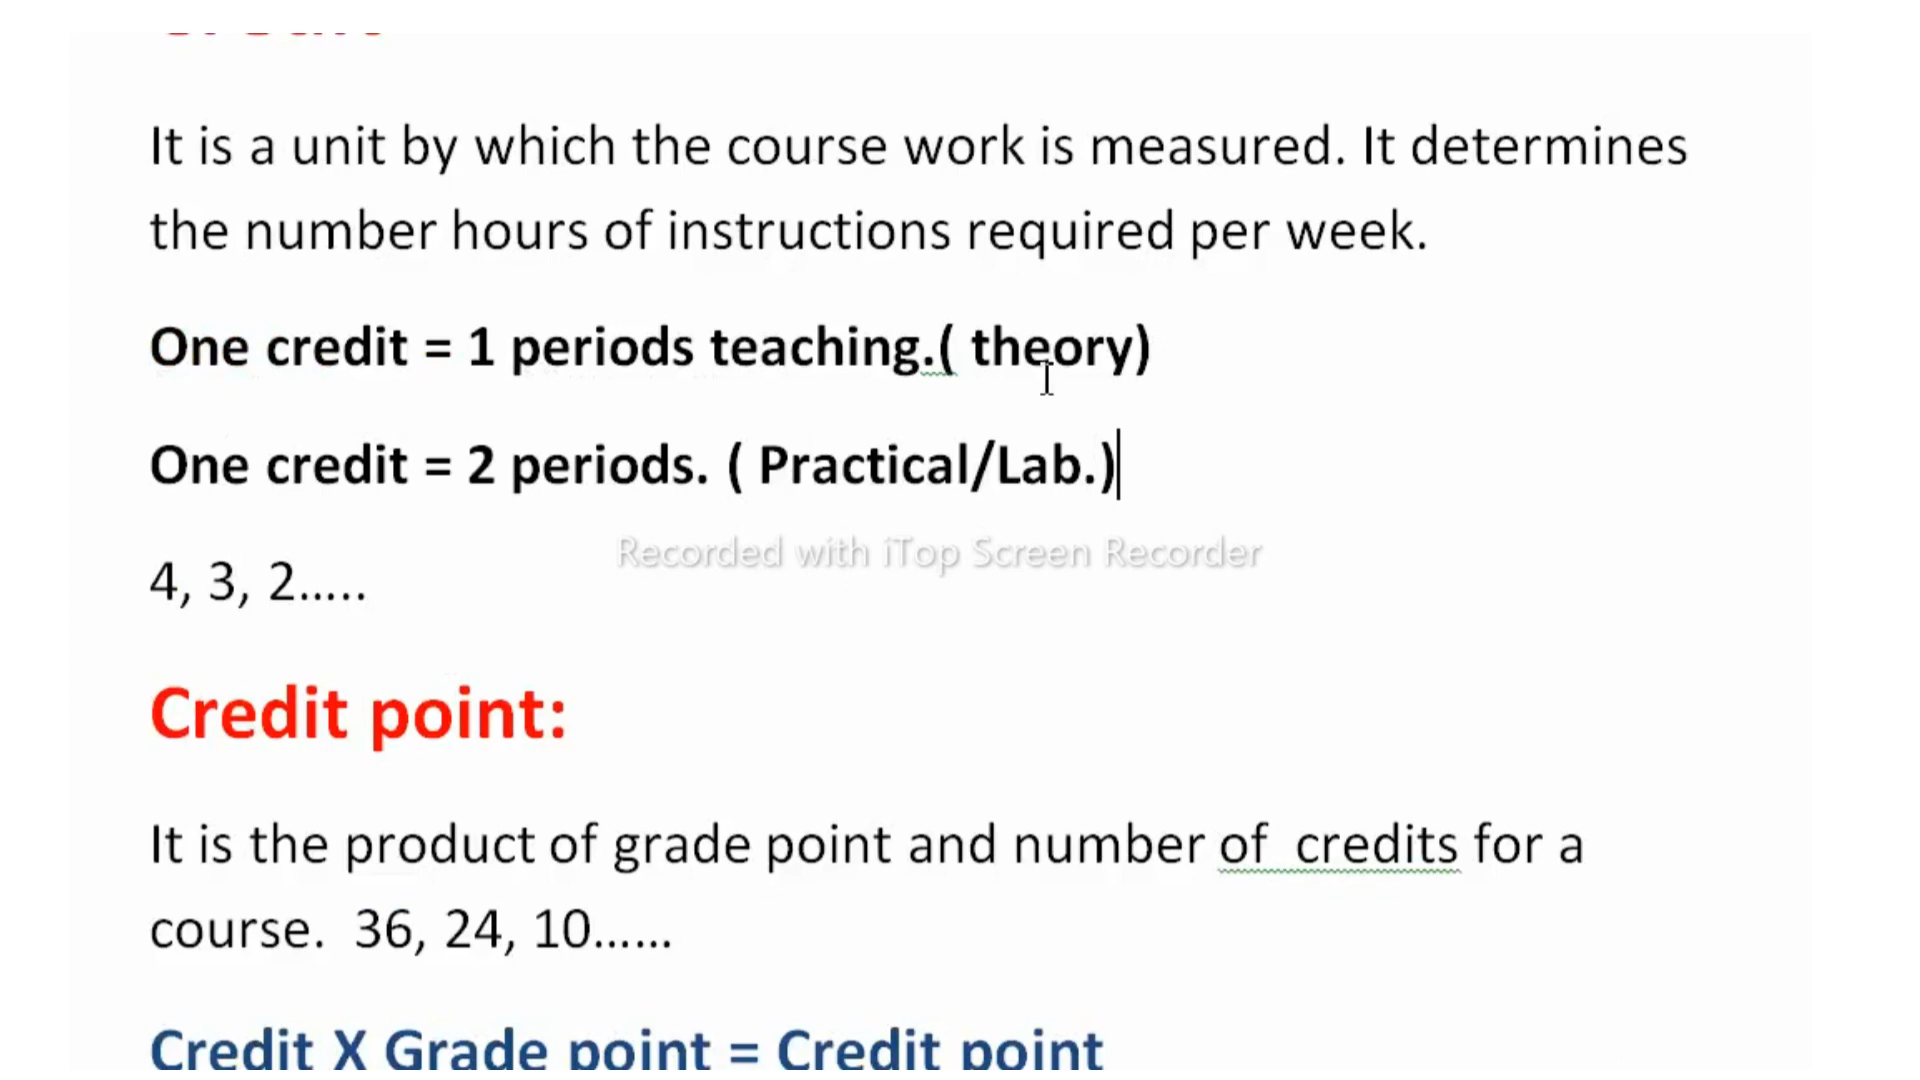 It is a unit by which the course work is measured. It determines
the number hours of instructions required per week.
One credit = 1 periods teaching.( theory)
One credit = 2 periods. ( Practical/Lab.)
Recorded with iTop Screen Recorder
4, 3, 2.....
Credit point:
It is the product of grade point and number of  credits for a
course.  36, 24, 10......
Credit X Grade point = Credit point